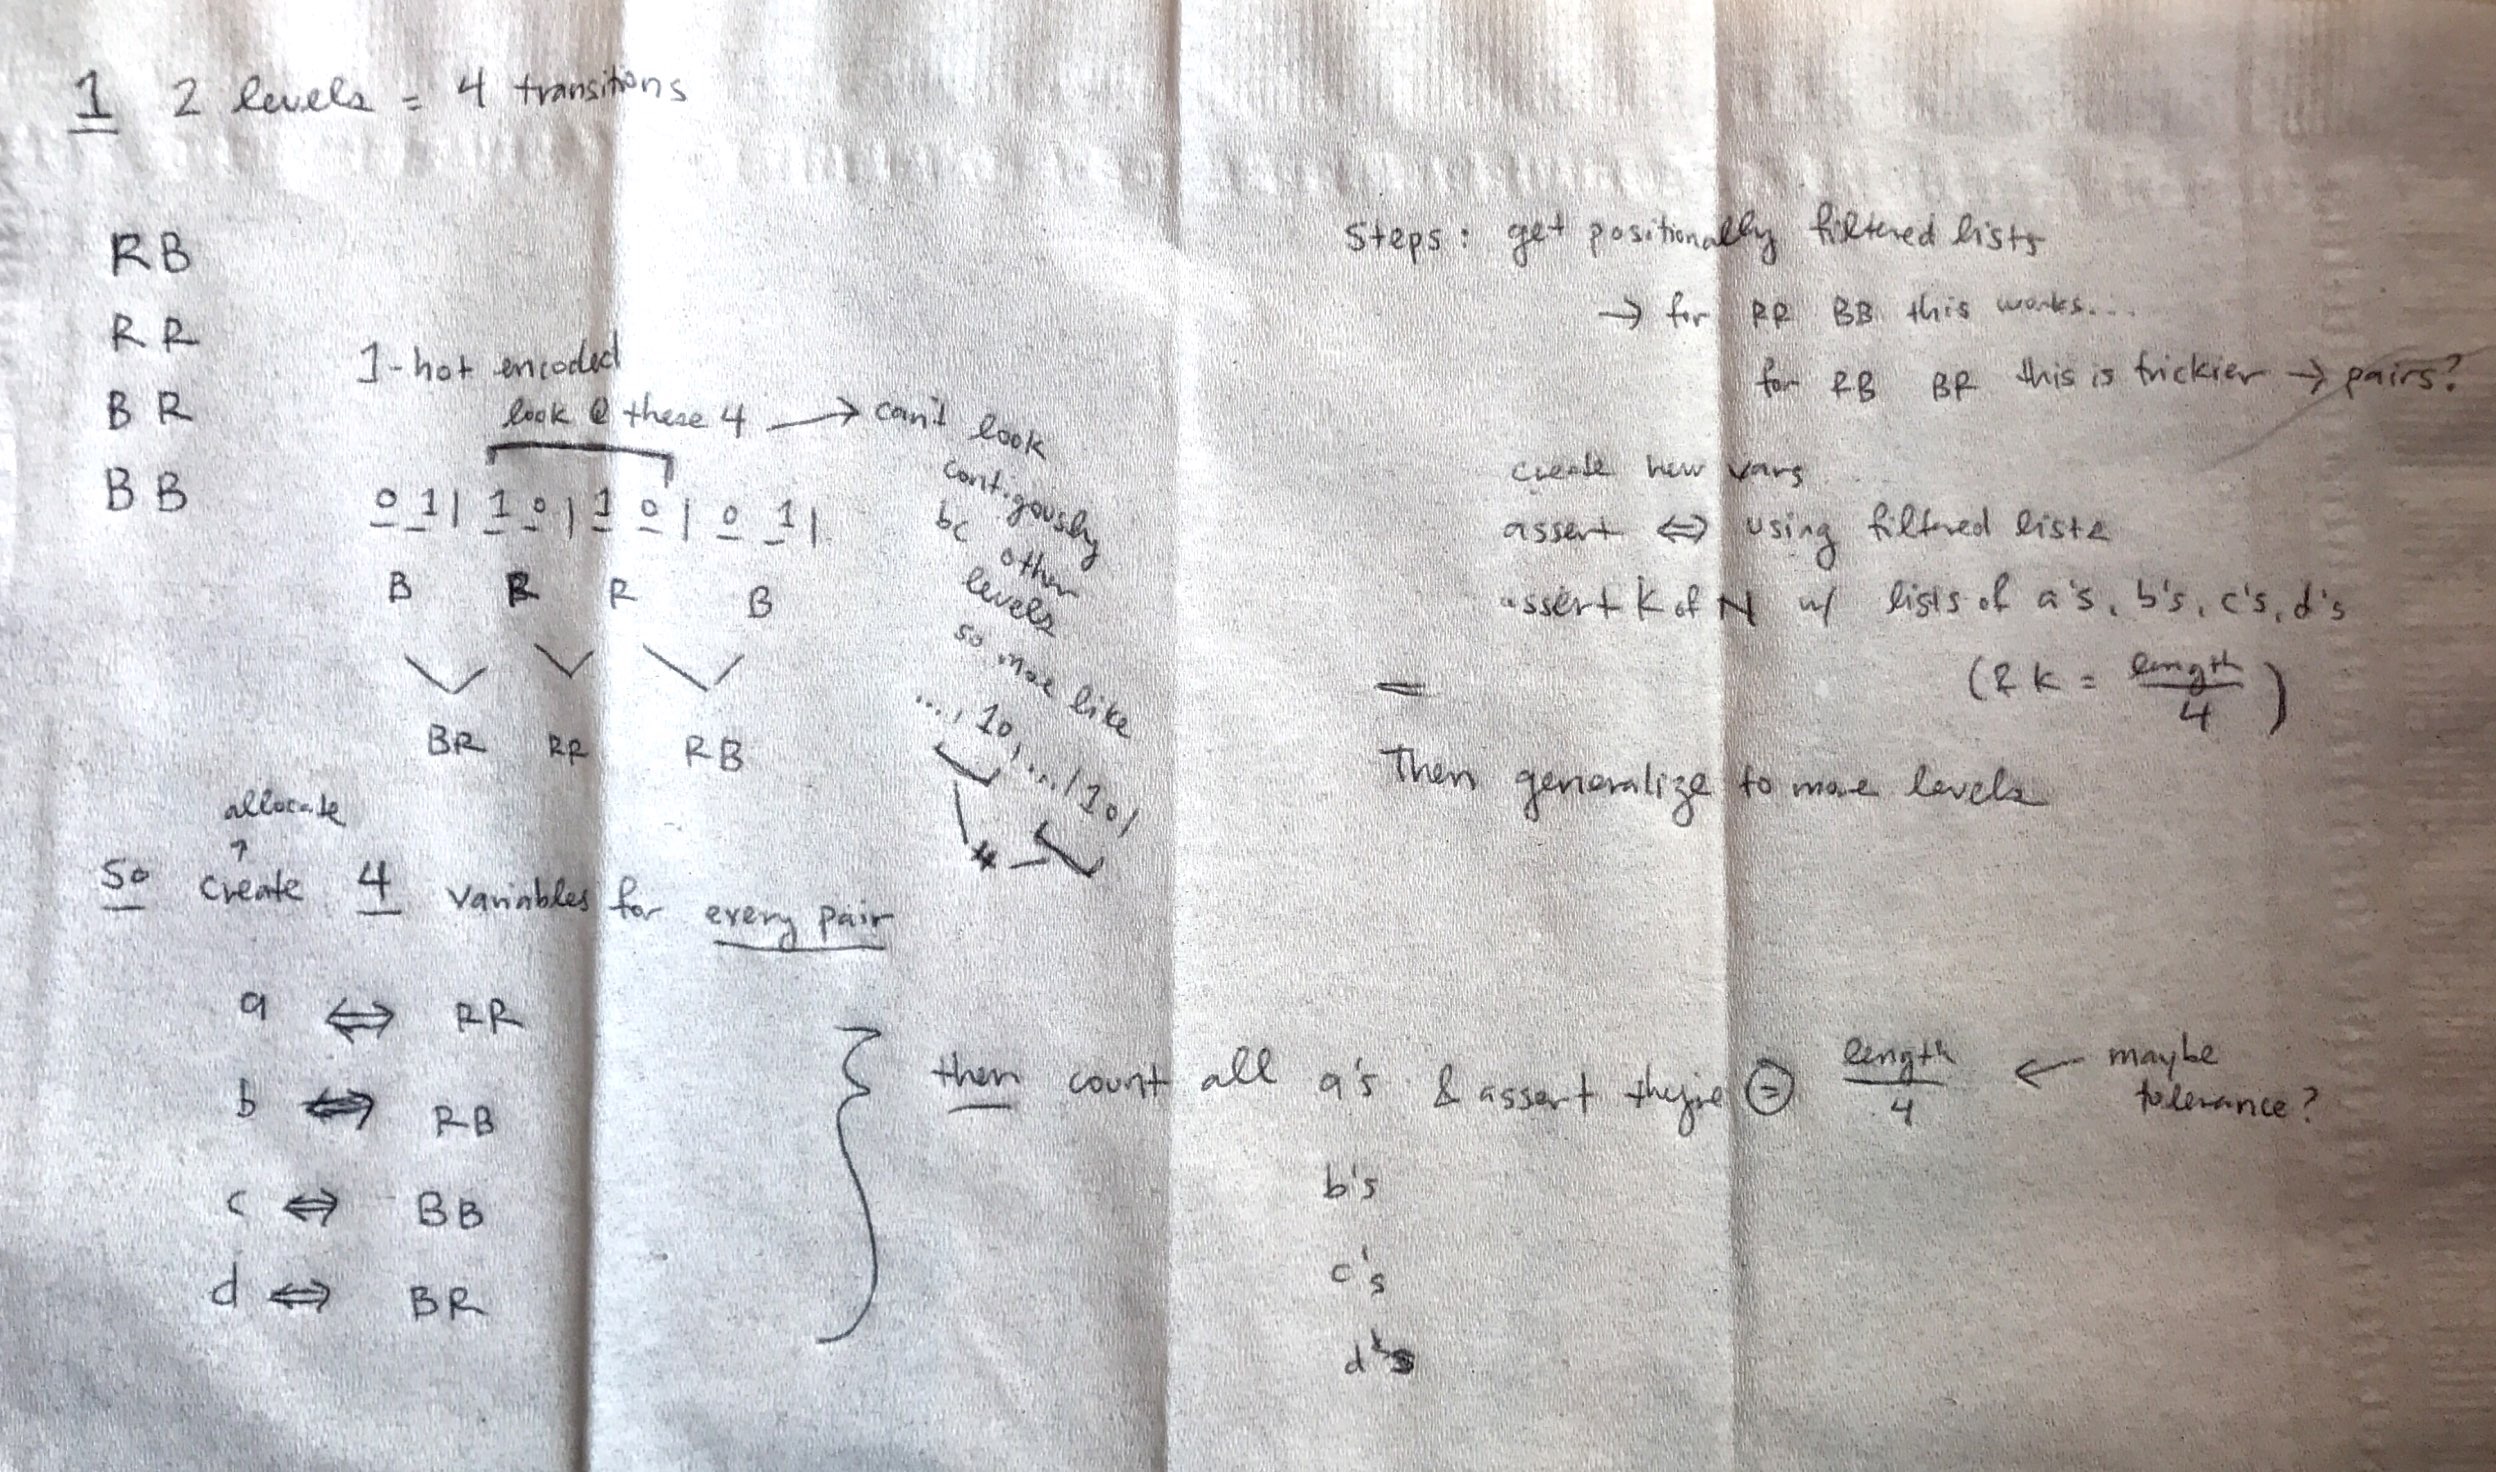 1 2 levels = 4 transitions
RB
RR
BR
BB
1-hot encoded
look @ these 4 → can't look
contigously
bc other
levels
so more like
..., 10, ... / 10 /
0 1 | 1 0 | 1 0 | 0 1 |
B R R B
BR RR RB
allocate
↑
so create 4 variables for every pair
a ⇔ RR
b ⇔ RB
c ⇔ BB
d ⇔ BR
then count all a's & assert they're = length/4 ← maybe
tolerance?
b's
c's
d's
Steps: get positionally filtered lists
→ for RR BB this works...
for RB BR this is trickier → pairs?
create new vars
assert ⇔ using filtered lists
assert K of N w/ lists of a's, b's, c's, d's
( k = length/4 )
Then generalize to more levels